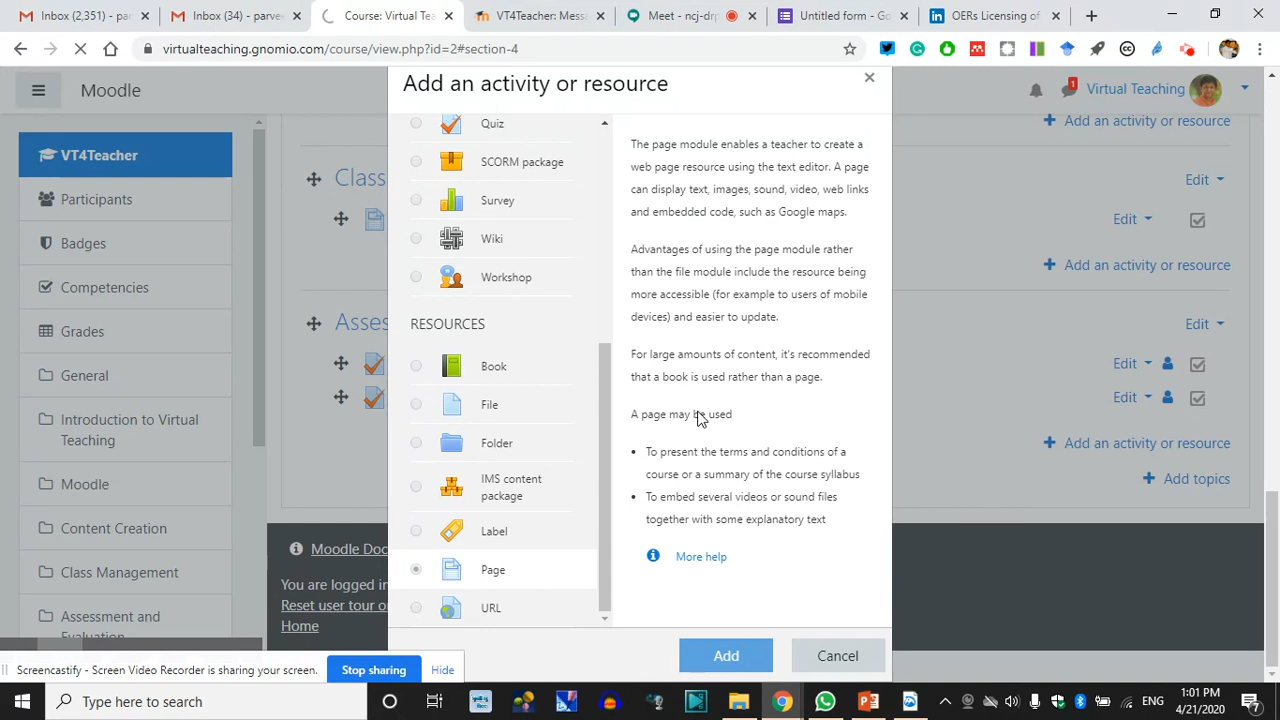 Inbox (2,351) - pa
Inbox (34) - parvee
Course: Virtual Tea
VT4Teacher: Messa
Meet - ncj-drp
Untitled form - Go
OERs Licensing of
virtualteaching.gnomio.com/course/view.php?id=2#section-4
Moodle
Add an activity or resource
1
Virtual Teaching
VT4Teacher
Participants
Badges
Competencies
Grades
General
Introduction to Virtual
Teaching
Moodle
Content Creation
Class Management
Assessment and
Evaluation
Class
Assess
Quiz
SCORM package
Survey
Wiki
Workshop
RESOURCES
Book
File
Folder
IMS content
package
Label
Page
URL
The page module enables a teacher to create a
web page resource using the text editor. A page
can display text, images, sound, video, web links
and embedded code, such as Google maps.
Advantages of using the page module rather
than the file module include the resource being
more accessible (for example to users of mobile
devices) and easier to update.
For large amounts of content, it's recommended
that a book is used rather than a page.
A page may be used
To present the terms and conditions of a
course or a summary of the course syllabus
To embed several videos or sound files
together with some explanatory text
More help
Add
Cancel
Add an activity or resource
Edit
Edit
Add an activity or resource
Edit
Edit
Edit
Add an activity or resource
Add topics
Moodle Doc
You are logged i
Reset user tour o
Home
Screencastify - Screen Video Recorder is sharing your screen.
Stop sharing
Hide
Type here to search
ENG
1:01 PM
4/21/2020
7